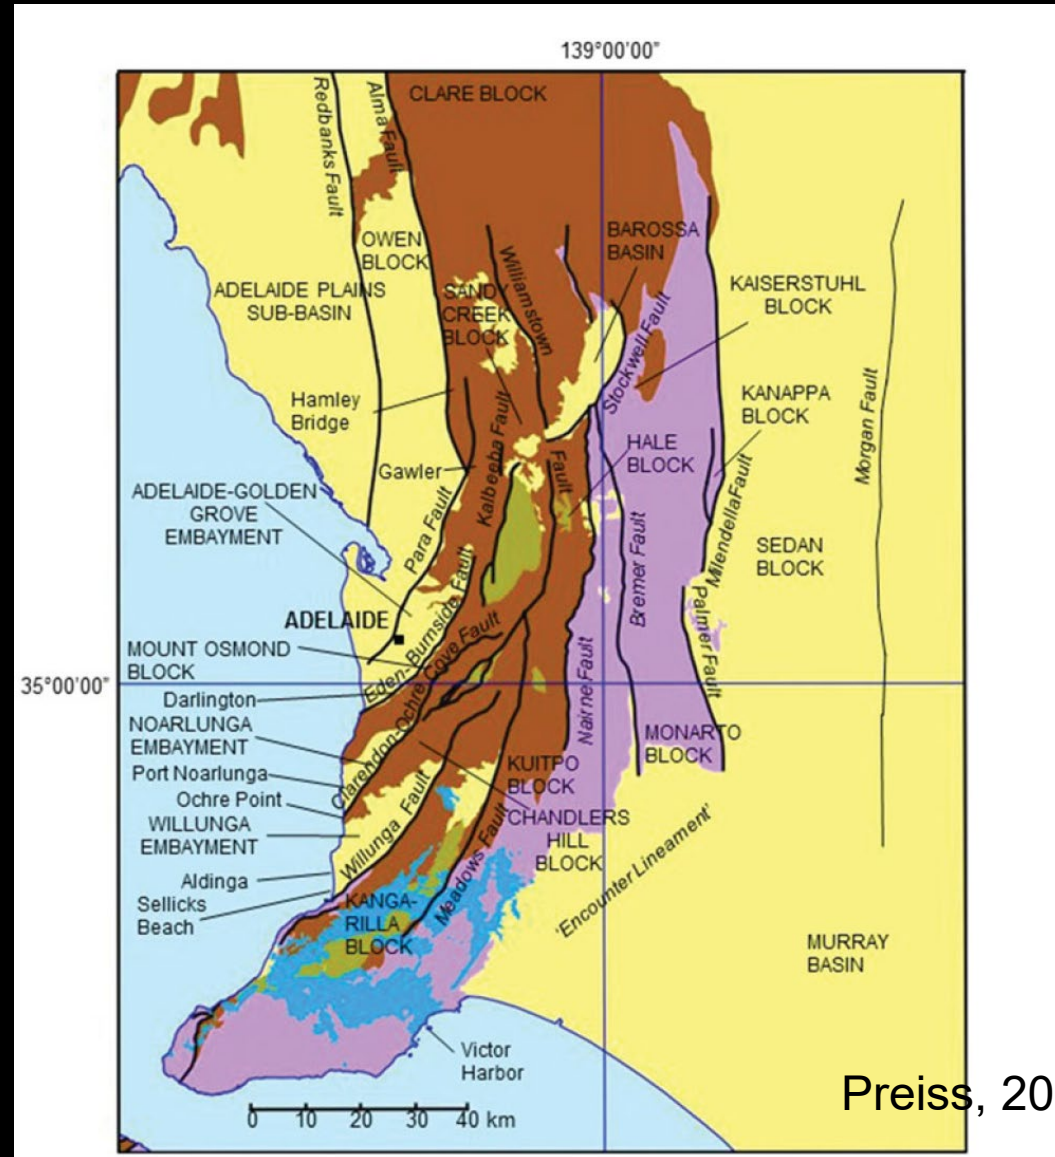 139°00'00"
CLARE BLOCK
Redbanks Fault
Alma Fault
OWEN
BLOCK
ADELAIDE PLAINS
SUB-BASIN
SANDY
CREEK
BLOCK
Williamstown
Fault
BAROSSA
BASIN
KAISERSTUHL
BLOCK
Stockwell Fault
Hamley
Bridge
KANAPPA
BLOCK
Morgan Fault
Kalbeeba Fault
HALE
BLOCK
Gawler
ADELAIDE-GOLDEN
GROVE
EMBAYMENT
Para Fault
Milendella Fault
SEDAN
BLOCK
Bremer Fault
ADELAIDE
Eden-Burnside Fault
Palmer Fault
MOUNT OSMOND
BLOCK
Clarendon-Ochre Cove Fault
Nairne Fault
35°00'00"
Darlington
NOARLUNGA
EMBAYMENT
MONARTO
BLOCK
Port Noarlunga
KUITPO
BLOCK
Ochre Point
WILLUNGA
EMBAYMENT
Willunga Fault
CHANDLERS
HILL
BLOCK
Meadows Fault
'Encounter Lineament'
Aldinga
Sellicks
Beach
KANGA-
RILLA
BLOCK
MURRAY
BASIN
Victor
Harbor
Preiss, 20
0 10 20 30 40 km